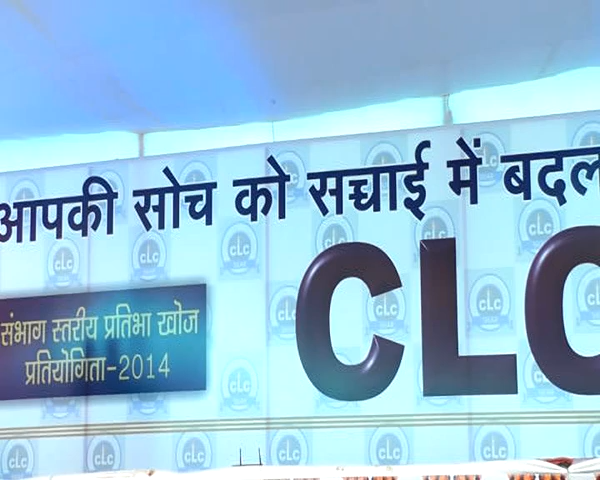 आपकी सोच को सच्चाई में बदल
CLC
संभाग स्तरीय प्रतिभा खोज
प्रतियोगिता-2014